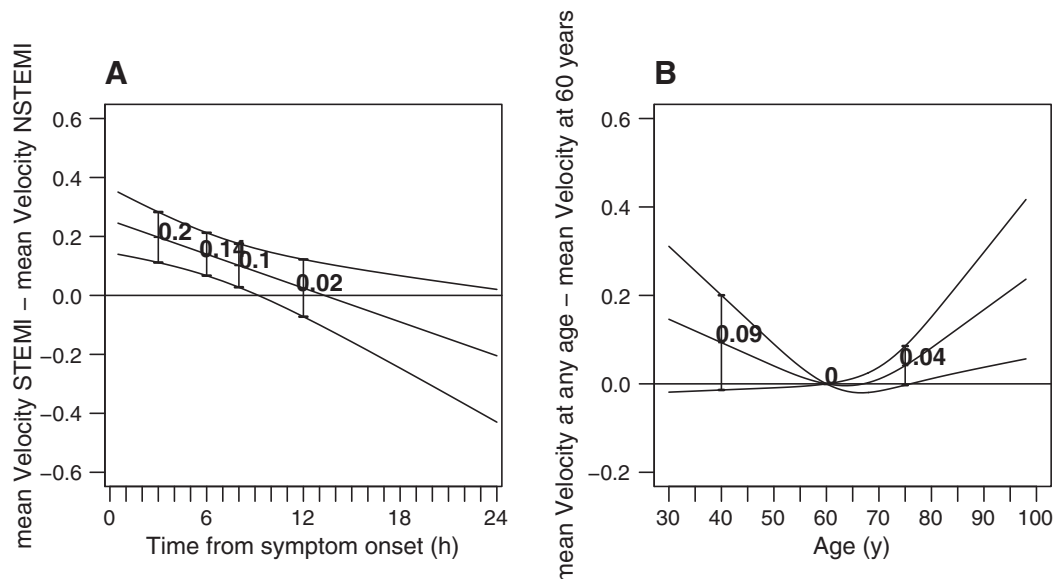 A
mean Velocity STEMI – mean Velocity NSTEMI
0.6
0.4
0.2
0.0
−0.2
−0.4
−0.6
0.2
0.14
0.1
0.02
0 6 12 18 24
Time from symptom onset (h)
B
mean Velocity at any age – mean Velocity at 60 years
0.6
0.4
0.2
0.0
−0.2
0.09
0
0.04
30 40 50 60 70 80 90 100
Age (y)